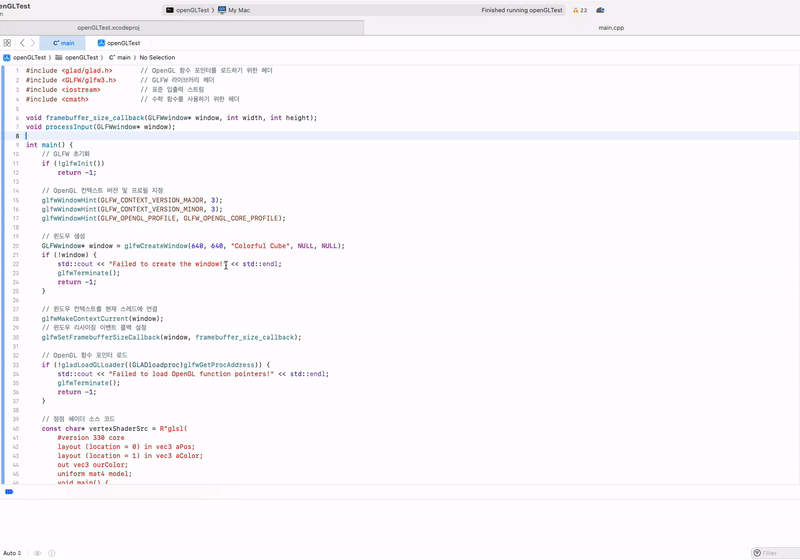 enGLTest
openGLTest 〉 My Mac
Finished running openGLTest
22
openGLTest.xcodeproj
main.cpp
main
openGLTest
openGLTest 〉 openGLTest 〉 main 〉 No Selection
1 #include <glad/glad.h> // OpenGL 함수 포인터를 로드하기 위한 헤더
2 #include <GLFW/glfw3.h> // GLFW 라이브러리 헤더
3 #include <iostream> // 표준 입출력 스트림
4 #include <cmath> // 수학 함수를 사용하기 위한 헤더
5
6 void framebuffer_size_callback(GLFWwindow* window, int width, int height);
7 void processInput(GLFWwindow* window);
8
9 int main() {
10 // GLFW 초기화
11 if (!glfwInit())
12 return -1;
13
14 // OpenGL 컨텍스트 버전 및 프로필 지정
15 glfwWindowHint(GLFW_CONTEXT_VERSION_MAJOR, 3);
16 glfwWindowHint(GLFW_CONTEXT_VERSION_MINOR, 3);
17 glfwWindowHint(GLFW_OPENGL_PROFILE, GLFW_OPENGL_CORE_PROFILE);
18
19 // 윈도우 생성
20 GLFWwindow* window = glfwCreateWindow(640, 640, "Colorful Cube", NULL, NULL);
21 if (!window) {
22 std::cout << "Failed to create the window!" << std::endl;
23 glfwTerminate();
24 return -1;
25 }
26
27 // 윈도우 컨텍스트를 현재 스레드에 연결
28 glfwMakeContextCurrent(window);
29 // 윈도우 리사이징 이벤트 콜백 설정
30 glfwSetFramebufferSizeCallback(window, framebuffer_size_callback);
31
32 // OpenGL 함수 포인터 로드
33 if (!gladLoadGLLoader((GLADloadproc)glfwGetProcAddress)) {
34 std::cout << "Failed to load OpenGL function pointers!" << std::endl;
35 glfwTerminate();
36 return -1;
37 }
38
39 // 정점 쉐이더 소스 코드
40 const char* vertexShaderSrc = R"glsl(
41 #version 330 core
42 layout (location = 0) in vec3 aPos;
43 layout (location = 1) in vec3 aColor;
44 out vec3 ourColor;
45 uniform mat4 model;
46 void main() {
Auto
Filter